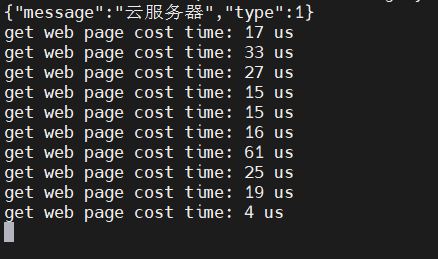 {"message":"云服务器","type":1}
get web page cost time: 17 us
get web page cost time: 33 us
get web page cost time: 27 us
get web page cost time: 15 us
get web page cost time: 15 us
get web page cost time: 16 us
get web page cost time: 61 us
get web page cost time: 25 us
get web page cost time: 19 us
get web page cost time: 4 us